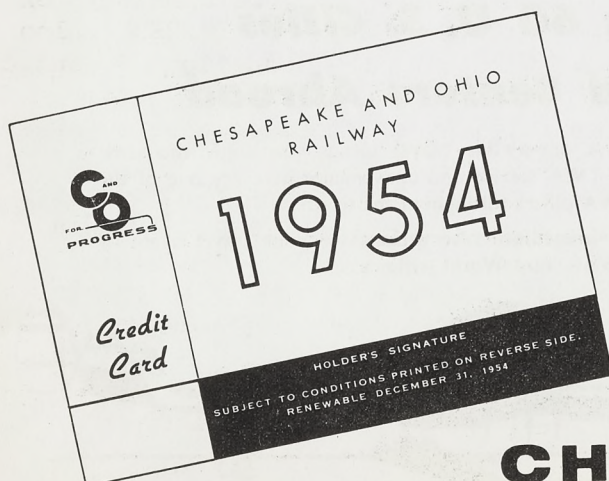 CHESAPEAKE AND OHIO
RAILWAY
1954
C AND O
FOR PROGRESS
Credit
Card
HOLDER'S SIGNATURE
SUBJECT TO CONDITIONS PRINTED ON REVERSE SIDE.
RENEWABLE DECEMBER 31, 1954
CH